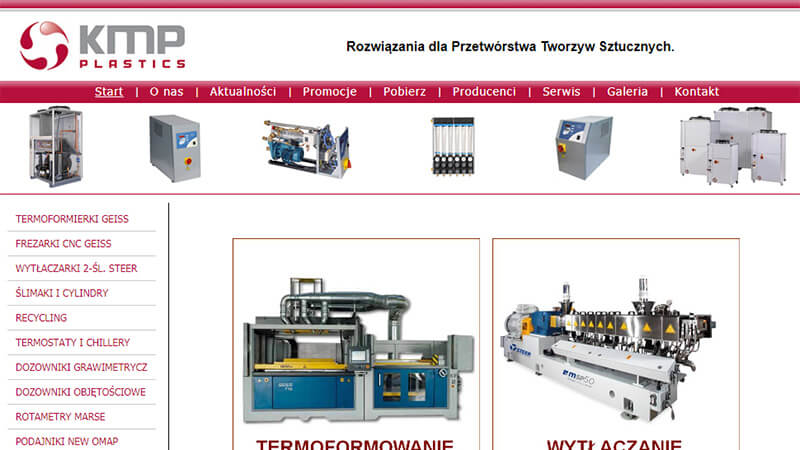 KMP
PLASTICS
Rozwiązania dla Przetwórstwa Tworzyw Sztucznych.
Start | O nas | Aktualności | Promocje | Pobierz | Producenci | Serwis | Galeria | Kontakt
TERMOFORMIERKI GEISS
FREZARKI CNC GEISS
WYTŁACZARKI 2-ŚL. STEER
ŚLIMAKI I CYLINDRY
RECYCLING
TERMOSTATY I CHILLERY
DOZOWNIKI GRAWIMETRYCZ
DOZOWNIKI OBJĘTOŚCIOWE
ROTAMETRY MARSE
PODAJNIKI NEW OMAP
GEISS
STEER
TERMOFORMOWANIE
WYTŁACZANIE